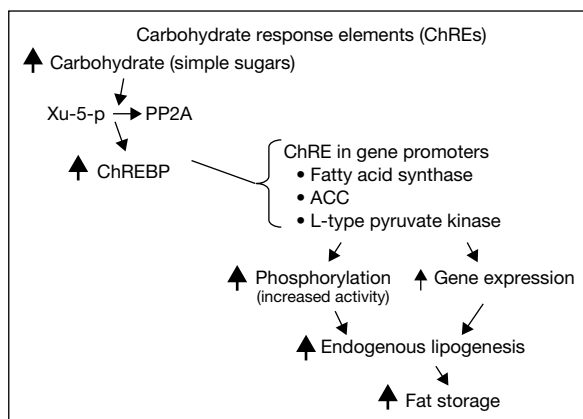 Carbohydrate response elements (ChREs)
Carbohydrate (simple sugars)
Xu-5-p PP2A
ChREBP
ChRE in gene promoters
• Fatty acid synthase
• ACC
• L-type pyruvate kinase
Phosphorylation
(increased activity)
Gene expression
Endogenous lipogenesis
Fat storage